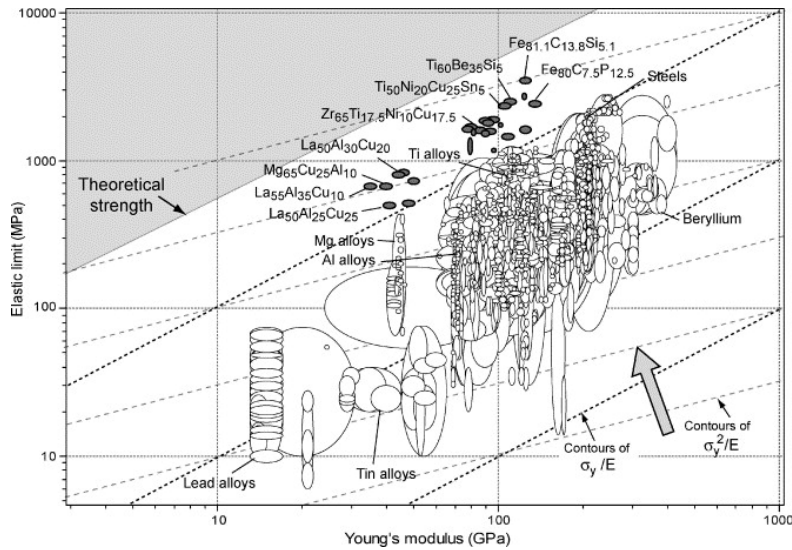 10000
Fe81.1C13.8Si5.1
Ti60Be35Si5
Fe80C7.5P12.5
Ti50Ni20Cu25Sn5
Steels
Zr65Ti17.5Ni10Cu17.5
La50Al30Cu20
1000
Ti alloys
Mg65Cu25Al10
Theoretical
strength
La55Al35Cu10
La50Al25Cu25
Beryllium
Mg alloys
Al alloys
Elastic limit (MPa)
100
10
Lead alloys
Tin alloys
Contours of
σy/E
Contours of
σy²/E
10
100
1000
Young's modulus (GPa)